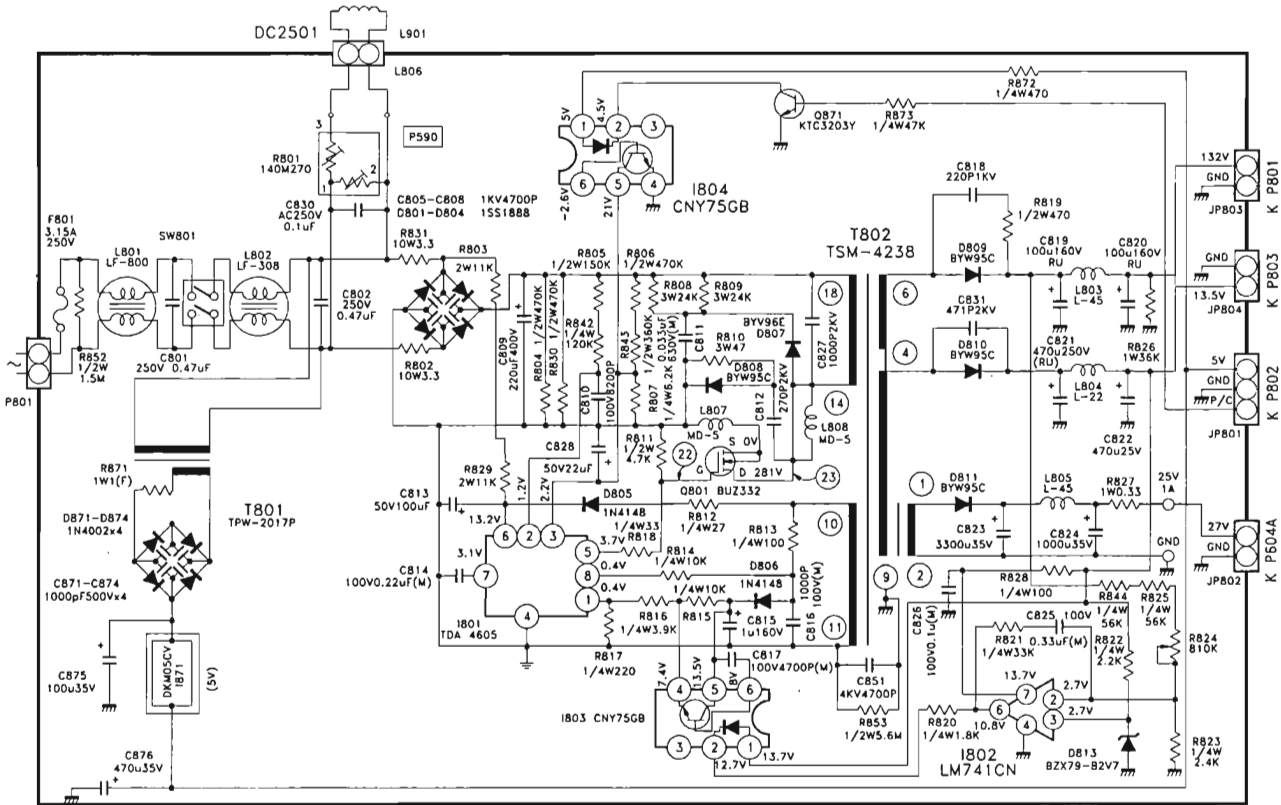 DC2501
L901
L806
P590
3
R801
140M270
2
1
C830
AC250V
0.1uF
C805-C808 1KV4700P
D801-D804 1SS1888
F801
3.15A
250V
L801
LF-800
SW801
L802
LF-308
R831
10W3.3
R803
2W11K
C802
250V
0.47uF
R852
1/2W
1.5M
C801
250V 0.47uF
R802
10W3.3
~
P801
R871
1W1(F)
T801
TPW-2017P
D871-D874
1N4002x4
C871-C874
1000pF500Vx4
C875
100u35V
DKM05CV
I871
(5V)
C876
470u35V
5V
4.5V
1
2
3
6
5
4
-2.6V
21V
I804
CNY75GB
Q871
KTC3203Y
R872
1/4W470
R873
1/4W47K
C809
220uF400V
R804 1/2W470K
R830 1/2W470K
R805
1/2W150K
R842
1/4W
120K
C810
100V8200P
R806
1/2W470K
R843
1/2W360K
R807
1/4W6.2K
R808
3W24K
R809
3W24K
C811
0.033uF
630V(M)
R810
3W47
BYV96E
D807
D808
BYW95C
C812
270P2KV
C827
1000P2KV
T802
TSM-4238
18
14
L808
MD-5
L807
MD-5
S 0V
G
D 281V
22
23
BUZ332
Q801
R811
1/2W
4.7K
C828
50V22uF
R829
2W11K
C813
50V100uF
1.2V
2.2V
13.2V
D805
1N4148
R812
1/4W27
R813
1/4W100
10
6
2
3
3.7V
5
1/4W33
R818
3.1V
7
0.4V
8
R814
1/4W10K
0.4V
1
1/4W10K
R815
D806
1N4148
1000P
100V(M)
C816
C814
100V0.22uF(M)
4
I801
TDA 4605
R816
1/4W3.9K
R817
1/4W220
C815
1u160V
11
C817
100V4700P(M)
7.4V
13.5V
8V
4
5
6
I803 CNY75GB
3
2
1
12.7V
13.7V
C851
4KV4700P
R853
1/2W5.6M
6
4
C818
220P1KV
R819
1/2W470
D809
BYW95C
C831
471P2KV
D810
BYW95C
C819
100u160V
RU
C820
100u160V
RU
L803
L-45
C821
470u250V
(RU)
L804
L-22
C822
470u25V
R826
1W36K
1
D811
BYW95C
L805
L-45
R827
1W0.33
25V
1A
C823
3300u35V
C824
1000u35V
GND
2
9
R828
1/4W100
C826
100V0.1u(M)
R844
1/4W
56K
R825
1/4W
56K
C825
100V
0.33uF(M)
R821
1/4W33K
R822
1/4W
2.2K
R824
810K
13.7V
7
2
2.7V
6
10.8V
4
3
2.7V
R820
1/4W1.8K
I802
LM741CN
D813
BZX79-B2V7
R823
1/4W
2.4K
132V
GND
JP803
K P801
GND
13.5V
JP804
K P803
5V
GND
P/C
JP801
K P802
27V
GND
JP802
K P604A